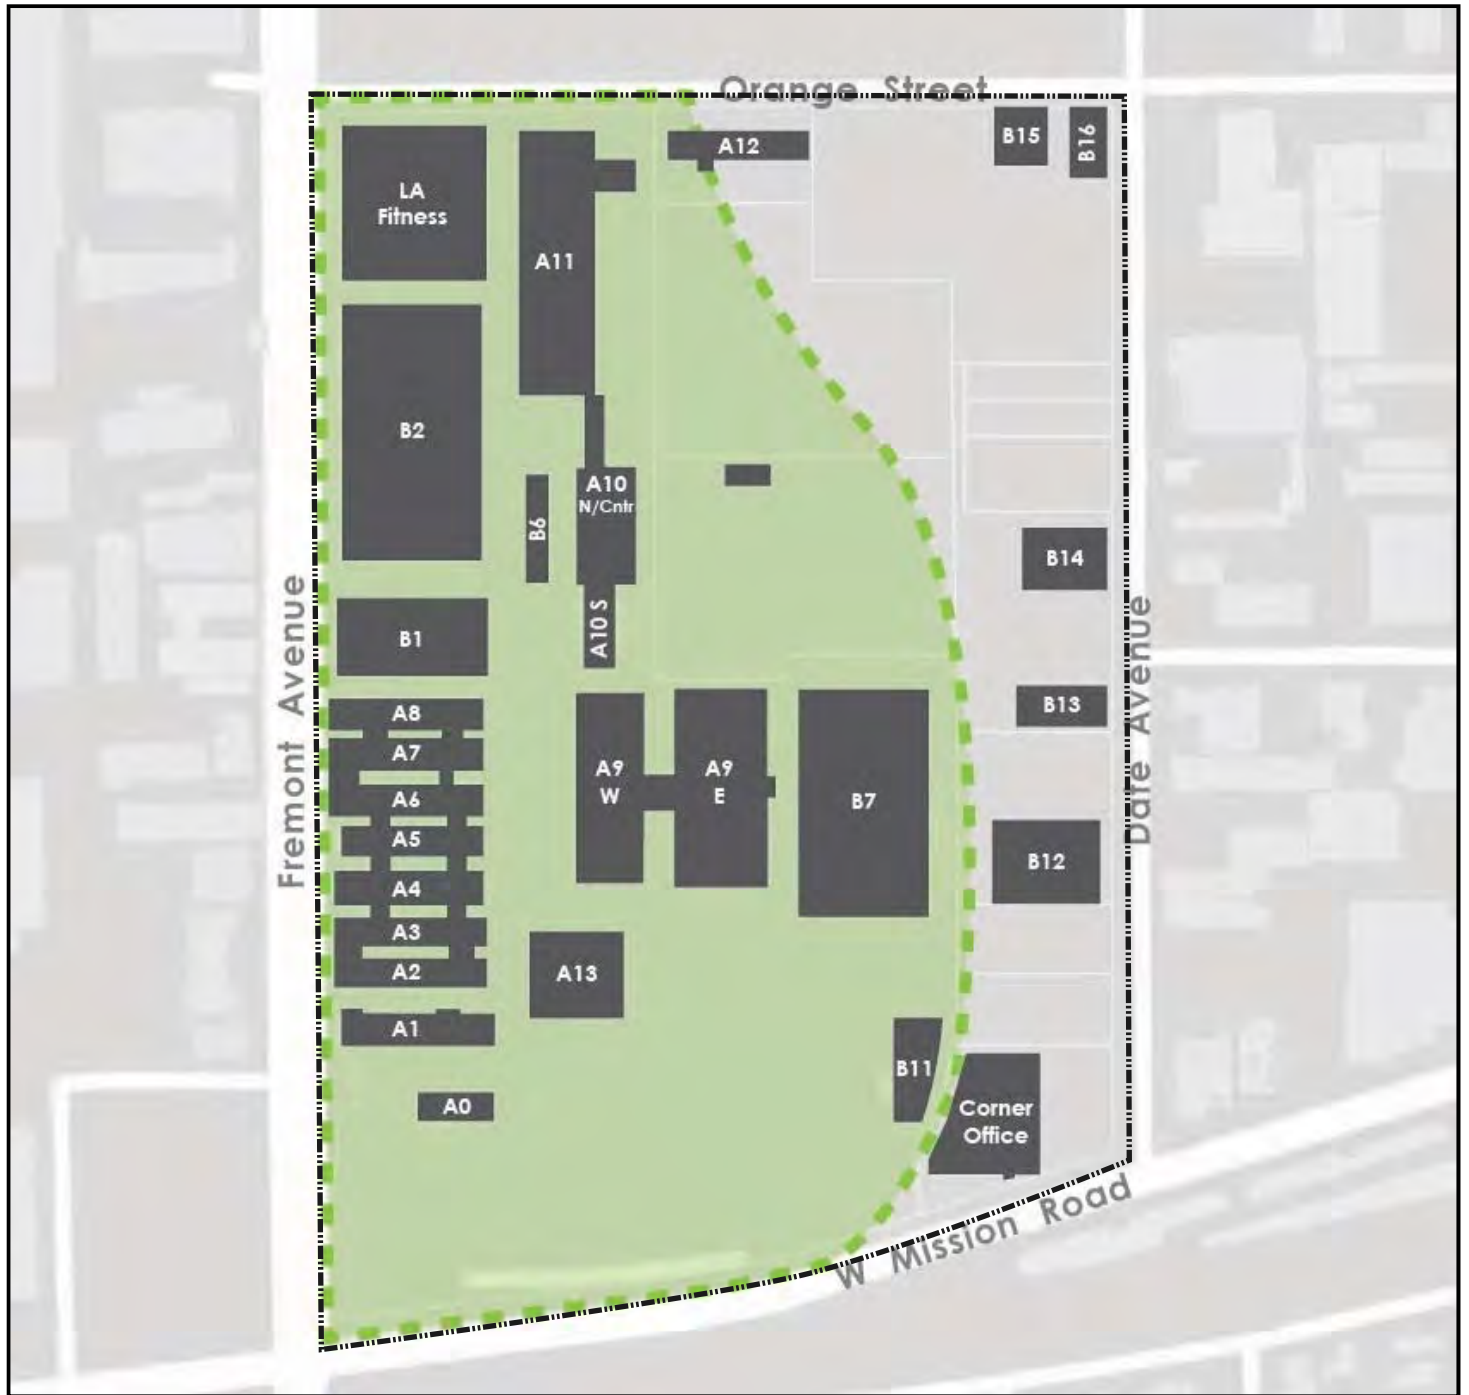 Orange Street
B15
B16
A12
LA
Fitness
A11
B2
A10
N/Cntr
B6
B14
A10 S
B1
Fremont Avenue
Date Avenue
A8
B13
A7
A9
W
A9
E
A6
B7
A5
B12
A4
A3
A2
A13
A1
B11
A0
Corner
Office
W Mission Road